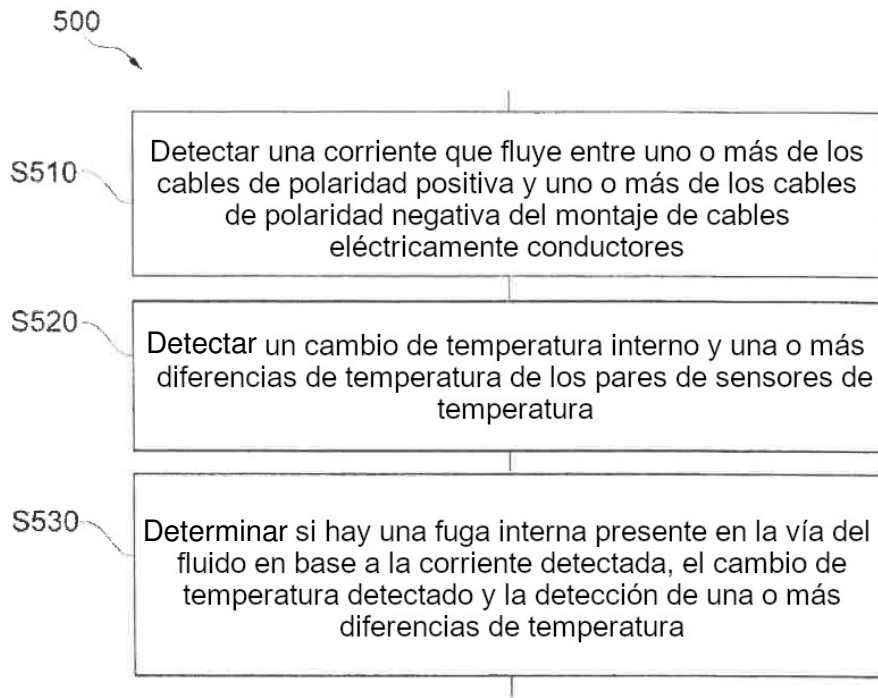 500
S510
Detectar una corriente que fluye entre uno o más de los
cables de polaridad positiva y uno o más de los cables
de polaridad negativa del montaje de cables
eléctricamente conductores
S520
Detectar un cambio de temperatura interno y una o más
diferencias de temperatura de los pares de sensores de
temperatura
S530
Determinar si hay una fuga interna presente en la vía del
fluido en base a la corriente detectada, el cambio de
temperatura detectado y la detección de una o más
diferencias de temperatura